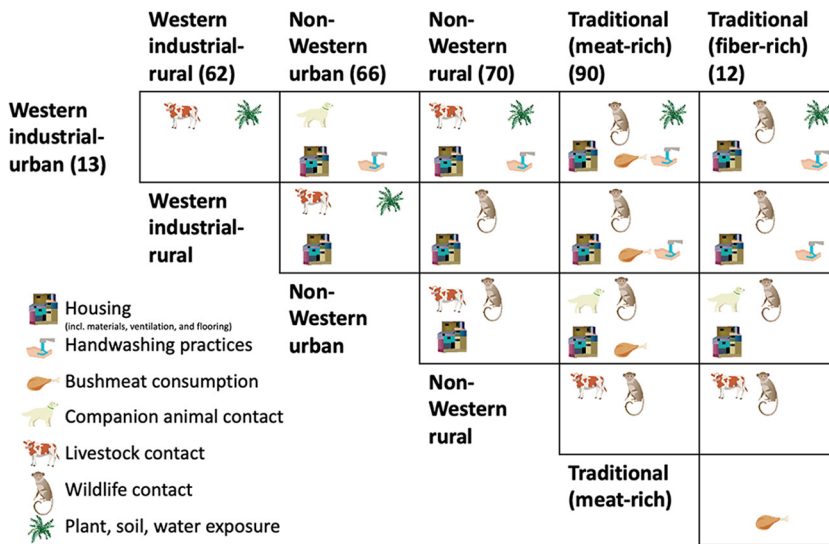 Western industrial-rural (62)
Non-Western urban (66)
Non-Western rural (70)
Traditional (meat-rich) (90)
Traditional (fiber-rich) (12)
Western industrial-urban (13)
Western industrial-rural
Non-Western urban
Non-Western rural
Traditional (meat-rich)
Housing
(incl. materials, ventilation, and flooring)
Handwashing practices
Bushmeat consumption
Companion animal contact
Livestock contact
Wildlife contact
Plant, soil, water exposure